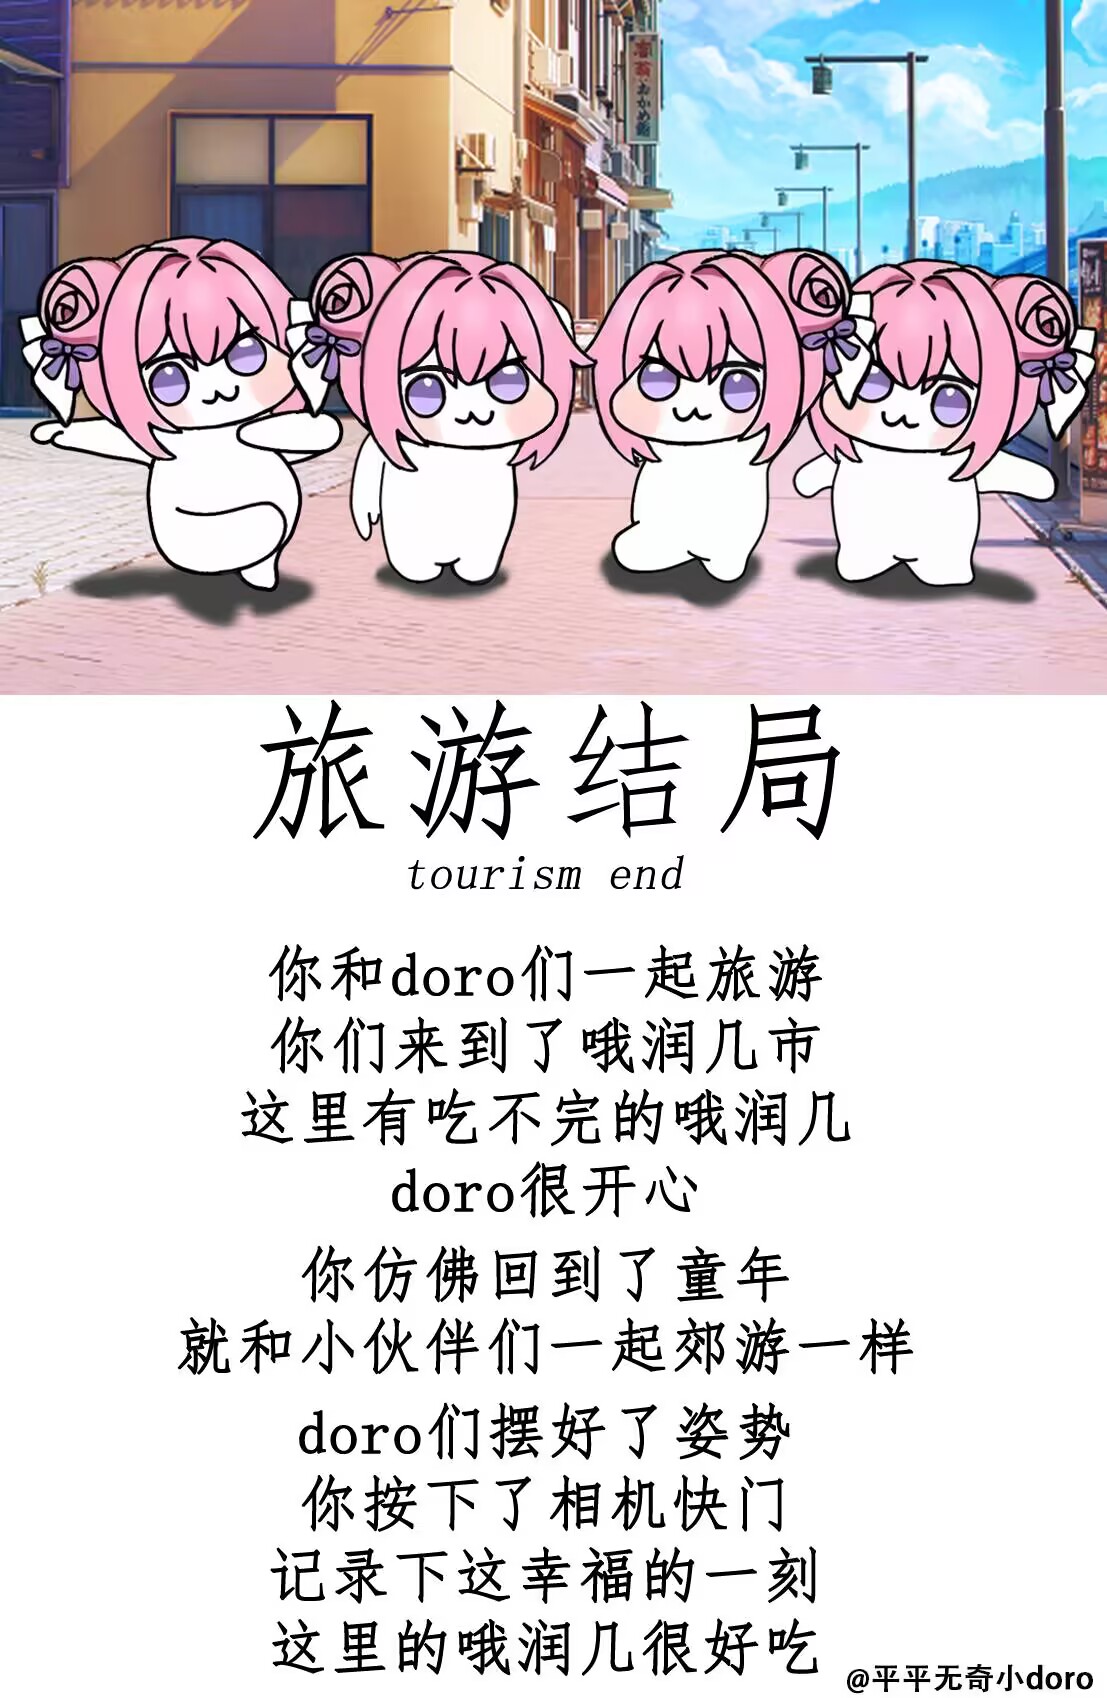 旅游结局
tourism end
你和doro们一起旅游
你们来到了哦润几市
这里有吃不完的哦润几
doro很开心
你仿佛回到了童年
就和小伙伴们一起郊游一样
doro们摆好了姿势
你按下了相机快门
记录下这幸福的一刻
这里的哦润几很好吃
@平平无奇小doro